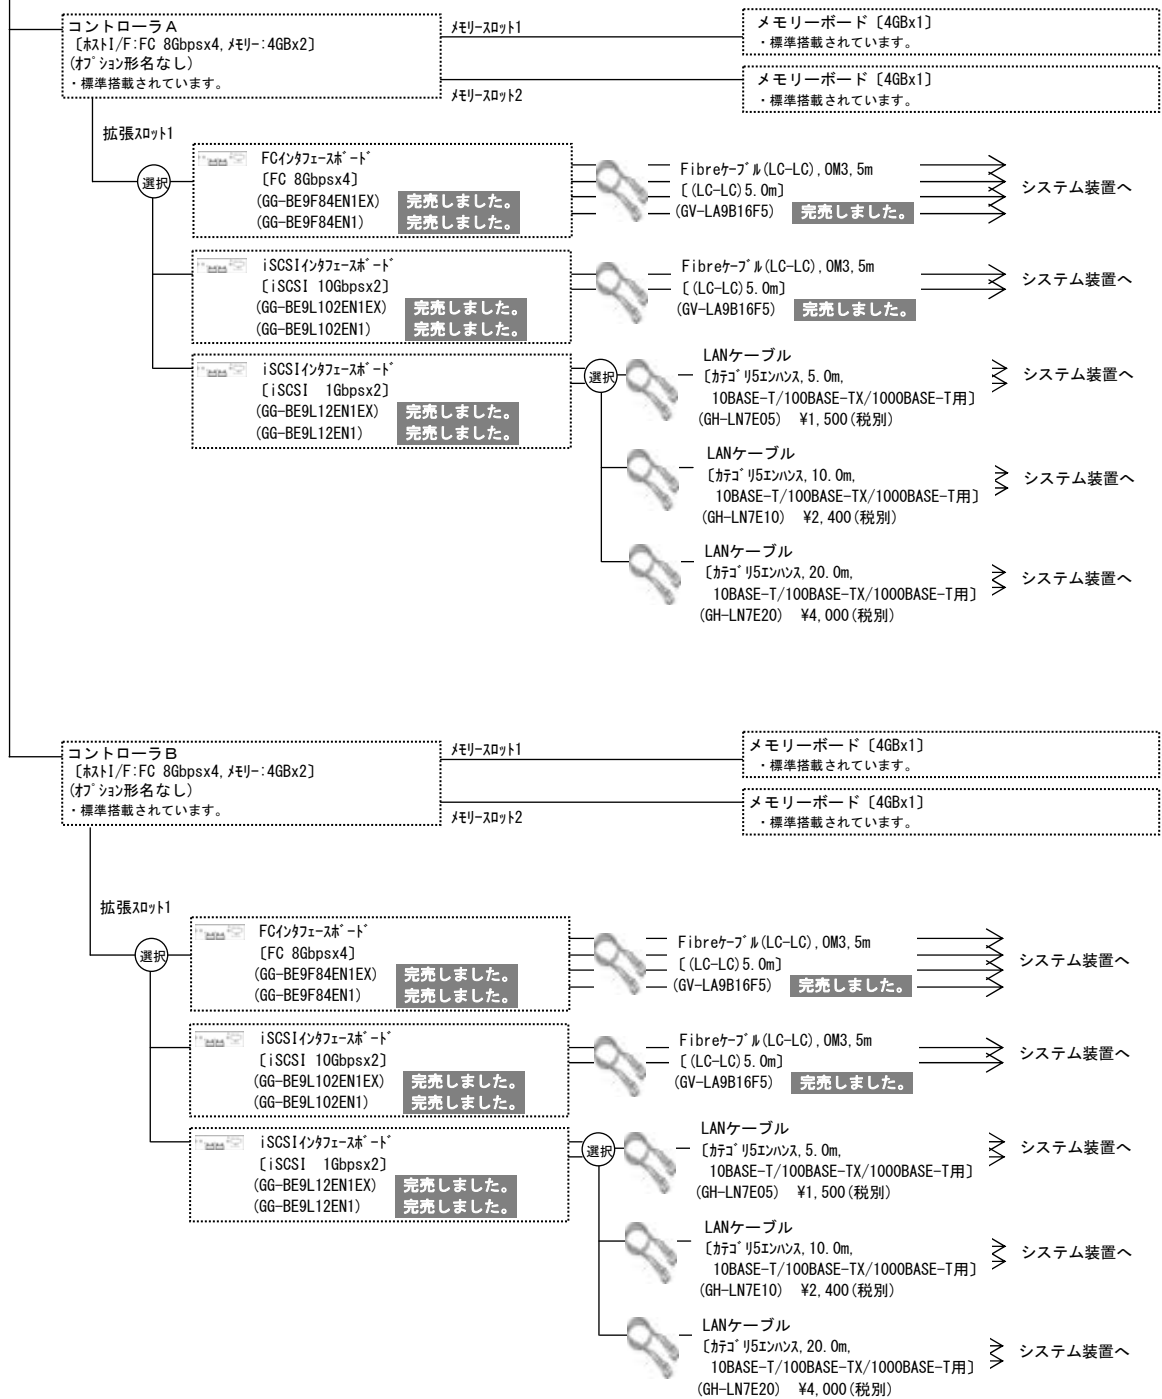 コントローラA
〔ﾎｽﾄI/F:FC 8Gbpsx4,ﾒﾓﾘｰ:4GBx2〕
(ｵﾌﾟｼｮﾝ形名なし)
・標準搭載されています。
ﾒﾓﾘｰｽﾛｯﾄ1
メモリーボード〔4GBx1〕
・標準搭載されています。
ﾒﾓﾘｰｽﾛｯﾄ2
メモリーボード〔4GBx1〕
・標準搭載されています。
拡張ｽﾛｯﾄ1
選択
FCｲﾝﾀﾌｪｰｽﾎﾞｰﾄﾞ
〔FC 8Gbpsx4〕
(GG-BE9F84EN1EX) 完売しました。
(GG-BE9F84EN1) 完売しました。
Fibreｹｰﾌﾞﾙ(LC-LC),OM3,5m
〔(LC-LC)5.0m〕
(GV-LA9B16F5) 完売しました。
システム装置へ
iSCSIｲﾝﾀﾌｪｰｽﾎﾞｰﾄﾞ
〔iSCSI 10Gbpsx2〕
(GG-BE9L102EN1EX) 完売しました。
(GG-BE9L102EN1) 完売しました。
Fibreｹｰﾌﾞﾙ(LC-LC),OM3,5m
〔(LC-LC)5.0m〕
(GV-LA9B16F5) 完売しました。
システム装置へ
iSCSIｲﾝﾀﾌｪｰｽﾎﾞｰﾄﾞ
〔iSCSI 1Gbpsx2〕
(GG-BE9L12EN1EX) 完売しました。
(GG-BE9L12EN1) 完売しました。
選択
LANケーブル
〔ｶﾃｺﾞﾘ5ｴﾝﾊﾝｽ,5.0m,
10BASE-T/100BASE-TX/1000BASE-T用〕
(GH-LN7E05) ¥1,500(税別)
システム装置へ
LANケーブル
〔ｶﾃｺﾞﾘ5ｴﾝﾊﾝｽ,10.0m,
10BASE-T/100BASE-TX/1000BASE-T用〕
(GH-LN7E10) ¥2,400(税別)
システム装置へ
LANケーブル
〔ｶﾃｺﾞﾘ5ｴﾝﾊﾝｽ,20.0m,
10BASE-T/100BASE-TX/1000BASE-T用〕
(GH-LN7E20) ¥4,000(税別)
システム装置へ
コントローラB
〔ﾎｽﾄI/F:FC 8Gbpsx4,ﾒﾓﾘｰ:4GBx2〕
(ｵﾌﾟｼｮﾝ形名なし)
・標準搭載されています。
ﾒﾓﾘｰｽﾛｯﾄ1
メモリーボード〔4GBx1〕
・標準搭載されています。
ﾒﾓﾘｰｽﾛｯﾄ2
メモリーボード〔4GBx1〕
・標準搭載されています。
拡張ｽﾛｯﾄ1
選択
FCｲﾝﾀﾌｪｰｽﾎﾞｰﾄﾞ
〔FC 8Gbpsx4〕
(GG-BE9F84EN1EX) 完売しました。
(GG-BE9F84EN1) 完売しました。
Fibreｹｰﾌﾞﾙ(LC-LC),OM3,5m
〔(LC-LC)5.0m〕
(GV-LA9B16F5) 完売しました。
システム装置へ
iSCSIｲﾝﾀﾌｪｰｽﾎﾞｰﾄﾞ
〔iSCSI 10Gbpsx2〕
(GG-BE9L102EN1EX) 完売しました。
(GG-BE9L102EN1) 完売しました。
Fibreｹｰﾌﾞﾙ(LC-LC),OM3,5m
〔(LC-LC)5.0m〕
(GV-LA9B16F5) 完売しました。
システム装置へ
iSCSIｲﾝﾀﾌｪｰｽﾎﾞｰﾄﾞ
〔iSCSI 1Gbpsx2〕
(GG-BE9L12EN1EX) 完売しました。
(GG-BE9L12EN1) 完売しました。
選択
LANケーブル
〔ｶﾃｺﾞﾘ5ｴﾝﾊﾝｽ,5.0m,
10BASE-T/100BASE-TX/1000BASE-T用〕
(GH-LN7E05) ¥1,500(税別)
システム装置へ
LANケーブル
〔ｶﾃｺﾞﾘ5ｴﾝﾊﾝｽ,10.0m,
10BASE-T/100BASE-TX/1000BASE-T用〕
(GH-LN7E10) ¥2,400(税別)
システム装置へ
LANケーブル
〔ｶﾃｺﾞﾘ5ｴﾝﾊﾝｽ,20.0m,
10BASE-T/100BASE-TX/1000BASE-T用〕
(GH-LN7E20) ¥4,000(税別)
システム装置へ